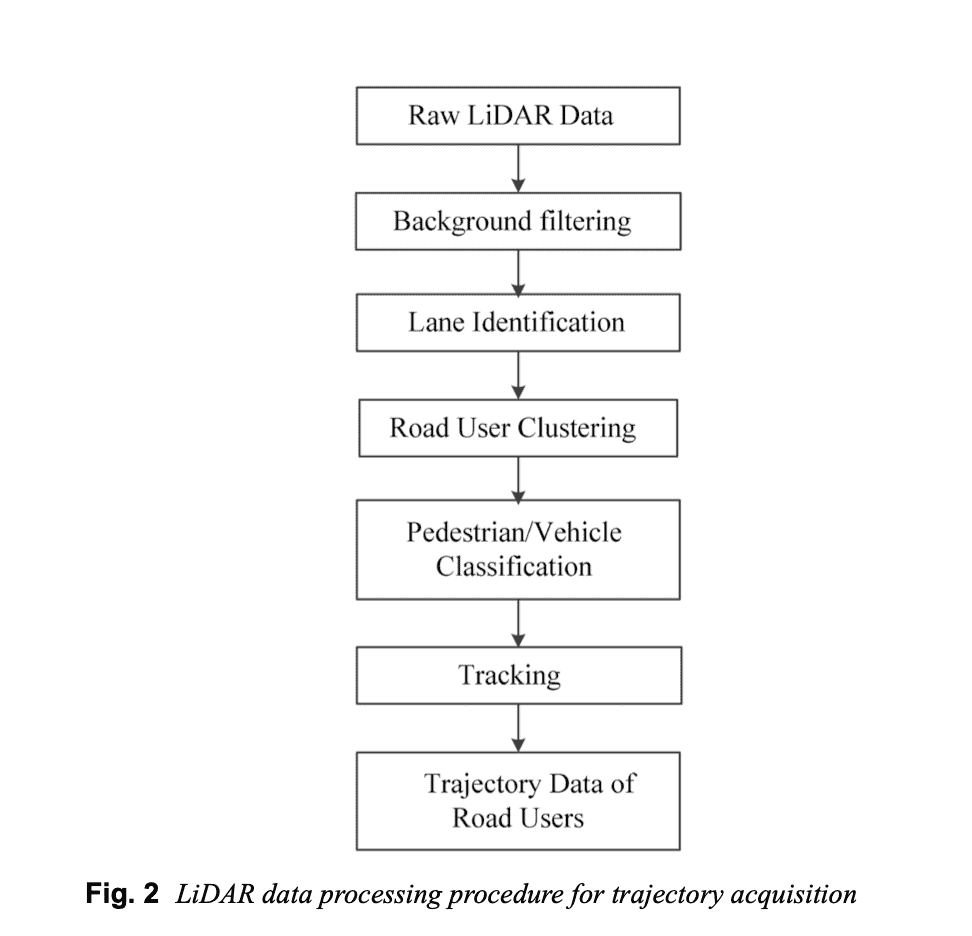 Raw LiDAR Data
Background filtering
Lane Identification
Road User Clustering
Pedestrian/Vehicle
Classification
Tracking
Trajectory Data of
Road Users
Fig. 2 LiDAR data processing procedure for trajectory acquisition